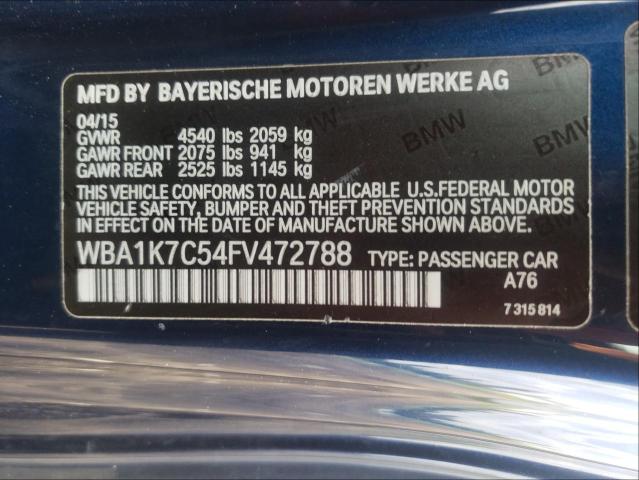 MFD BY BAYERISCHE MOTOREN WERKE AG
04/15
GVWR 4540 lbs 2059 kg
GAWR FRONT 2075 lbs 941 kg
GAWR REAR 2525 lbs 1145 kg
THIS VEHICLE CONFORMS TO ALL APPLICABLE U.S.FEDERAL MOTOR
VEHICLE SAFETY, BUMPER AND THEFT PREVENTION STANDARDS
IN EFFECT ON THE DATE OF MANUFACTURE SHOWN ABOVE.
WBA1K7C54FV472788 TYPE: PASSENGER CAR
A76
7 315 814
BMW